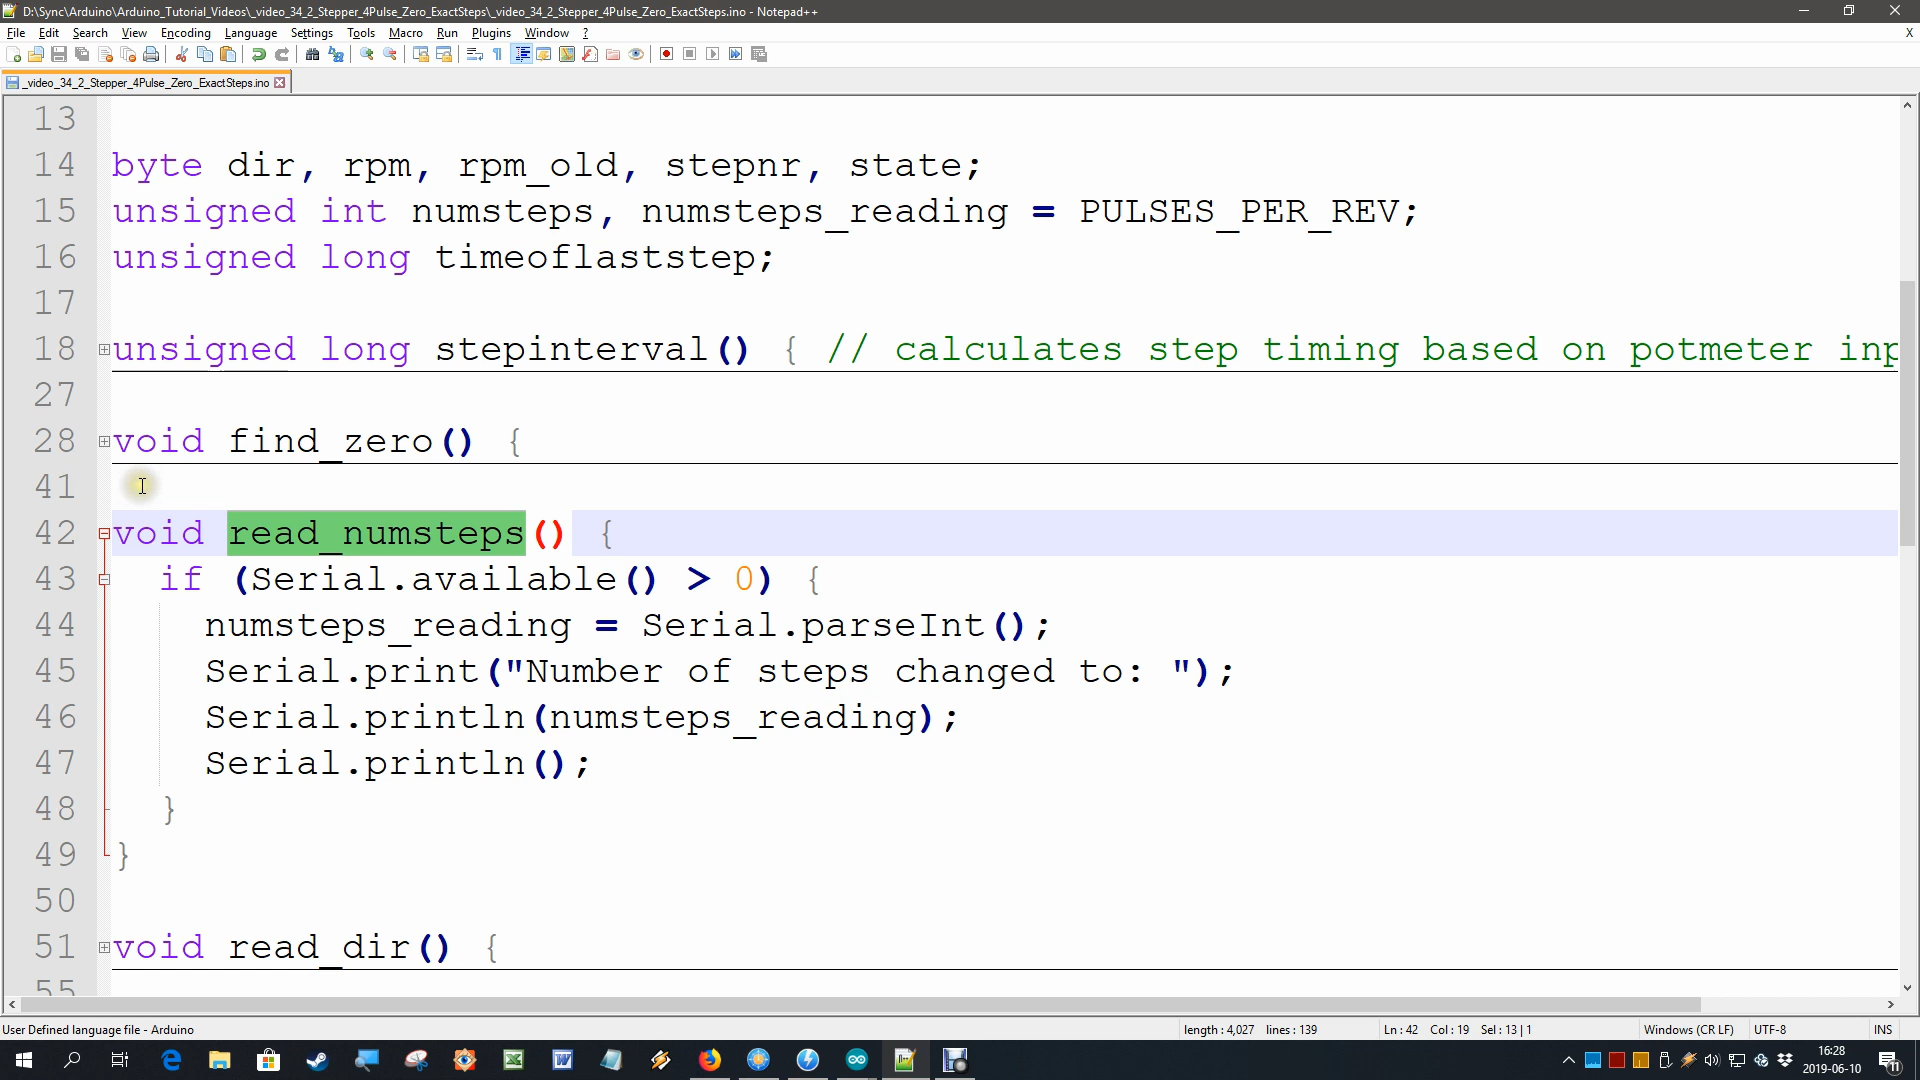 D:\Sync\Arduino\Arduino_Tutorial_Videos\_video_34_2_Stepper_4Pulse_Zero_ExactSteps\_video_34_2_Stepper_4Pulse_Zero_ExactSteps.ino - Notepad++
File Edit Search View Encoding Language Settings Tools Macro Run Plugins Window ? X
_video_34_2_Stepper_4Pulse_Zero_ExactSteps.ino
13
14 byte dir, rpm, rpm_old, stepnr, state;
15 unsigned int numsteps, numsteps_reading = PULSES_PER_REV;
16 unsigned long timeoflaststep;
17
18 unsigned long stepinterval() { // calculates step timing based on potmeter inp
27
28 void find_zero() {
41
42 void read_numsteps() {
43 if (Serial.available() > 0) {
44 numsteps_reading = Serial.parseInt();
45 Serial.print("Number of steps changed to: ");
46 Serial.println(numsteps_reading);
47 Serial.println();
48 }
49 }
50
51 void read_dir() {
55
User Defined language file - Arduino length : 4,027 lines : 139 Ln : 42 Col : 19 Sel : 13 | 1 Windows (CR LF) UTF-8 INS
16:28
2019-06-10
11